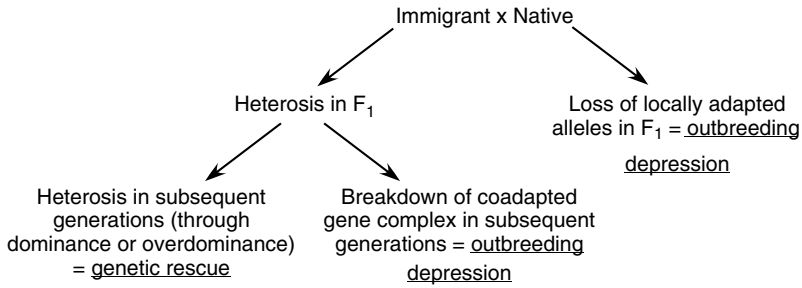 Immigrant x Native
Heterosis in F1
Loss of locally adapted
alleles in F1 = outbreeding
depression
Heterosis in subsequent
generations (through
dominance or overdominance)
= genetic rescue
Breakdown of coadapted
gene complex in subsequent
generations = outbreeding
depression